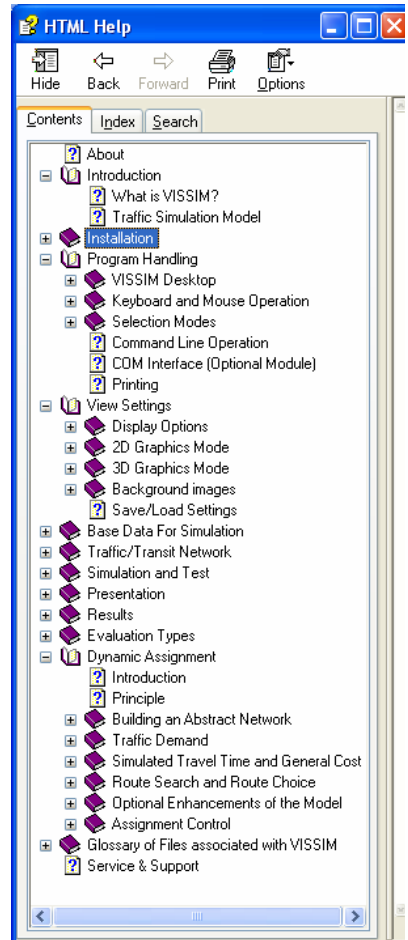 HTML Help
Hide Back Forward Print Options
Contents Index Search
About
Introduction
What is VISSIM?
Traffic Simulation Model
Installation
Program Handling
VISSIM Desktop
Keyboard and Mouse Operation
Selection Modes
Command Line Operation
COM Interface (Optional Module)
Printing
View Settings
Display Options
2D Graphics Mode
3D Graphics Mode
Background images
Save/Load Settings
Base Data For Simulation
Traffic/Transit Network
Simulation and Test
Presentation
Results
Evaluation Types
Dynamic Assignment
Introduction
Principle
Building an Abstract Network
Traffic Demand
Simulated Travel Time and General Cost
Route Search and Route Choice
Optional Enhancements of the Model
Assignment Control
Glossary of Files associated with VISSIM
Service & Support